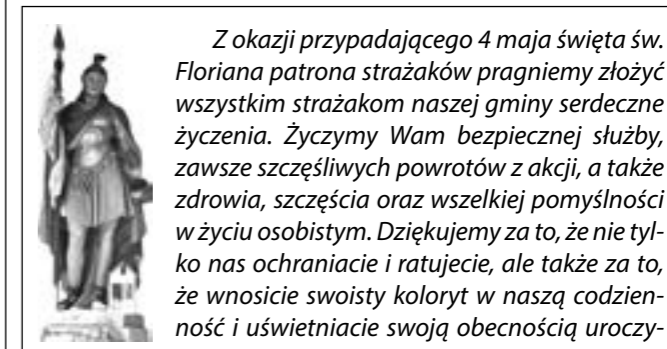 Z okazji przypadającego 4 maja święta św.
Floriana patrona strażaków pragniemy złożyć
wszystkim strażakom naszej gminy serdeczne
życzenia. Życzymy Wam bezpiecznej służby,
zawsze szczęśliwych powrotów z akcji, a także
zdrowia, szczęścia oraz wszelkiej pomyślności
w życiu osobistym. Dziękujemy za to, że nie tyl-
ko nas ochraniacie i ratujecie, ale także za to,
że wnosicie swoisty koloryt w naszą codzien-
ność i uświetniacie swoją obecnością uroczy-